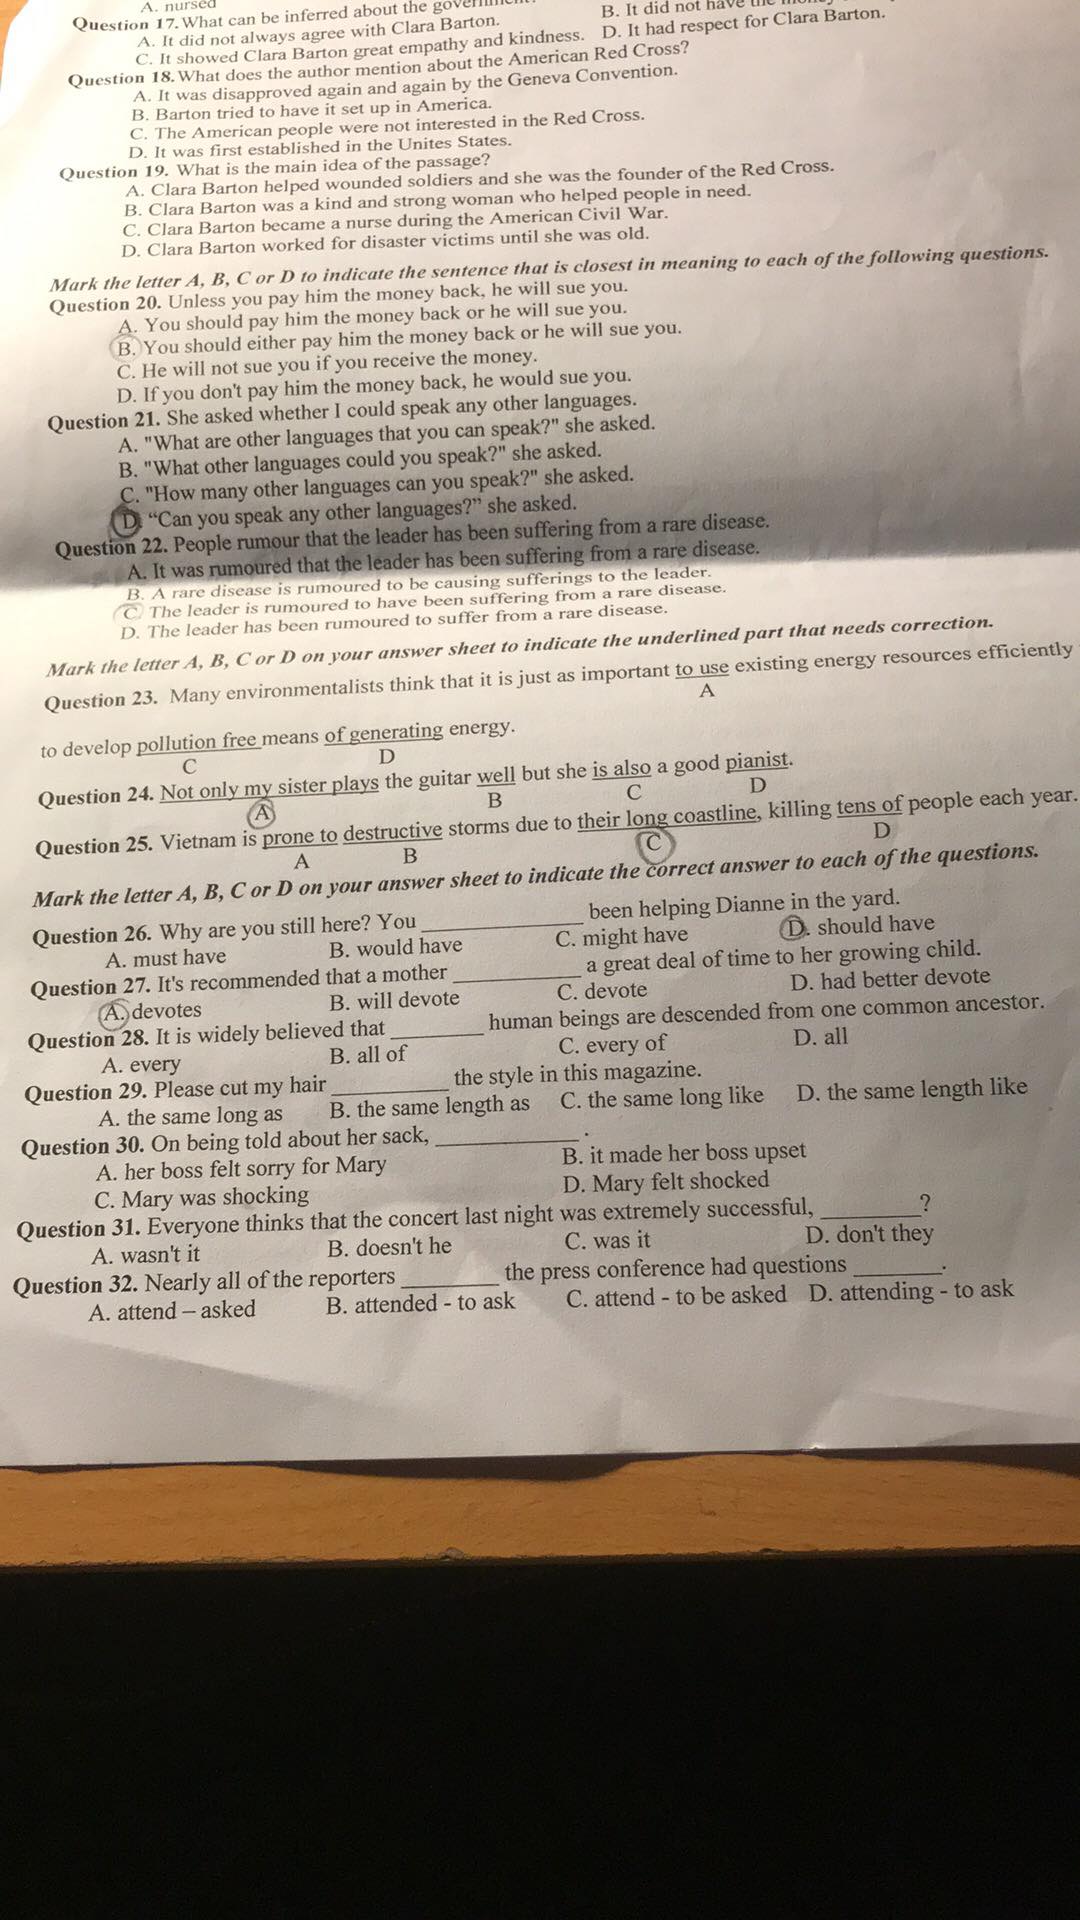 A. nursed
Question 17. What can be inferred about the
A. It did not always agree with Clara Barton.
B. It did not have the
C. It showed Clara Barton great empathy and kindness. D. It had respect for Clara Barton.
Question 18. What does the author mention about the American Red Cross?
A. It was disapproved again and again by the Geneva Convention.
B. Barton tried to have it set up in America.
C. The American people were not interested in the Red Cross.
D. It was first established in the Unites States.
Question 19. What is the main idea of the passage?
A. Clara Barton helped wounded soldiers and she was the founder of the Red Cross.
B. Clara Barton was a kind and strong woman who helped people in need.
C. Clara Barton became a nurse during the American Civil War.
D. Clara Barton worked for disaster victims until she was old.
Mark the letter A, B, C or D to indicate the sentence that is closest in meaning to each of the following questions.
Question 20. Unless you pay him the money back, he will sue you.
A. You should pay him the money back or he will sue you.
B. You should either pay him the money back or he will sue you.
C. He will not sue you if you receive the money.
D. If you don't pay him the money back, he would sue you.
Question 21. She asked whether I could speak any other languages.
A. "What are other languages that you can speak?" she asked.
B. "What other languages could you speak?" she asked.
C. "How many other languages can you speak?" she asked.
D. “Can you speak any other languages?” she asked.
Question 22. People rumour that the leader has been suffering from a rare disease.
A. It was rumoured that the leader has been suffering from a rare disease.
B. A rare disease is rumoured to be causing sufferings to the leader.
C. The leader is rumoured to have been suffering from a rare disease.
D. The leader has been rumoured to suffer from a rare disease.
Mark the letter A, B, C or D on your answer sheet to indicate the underlined part that needs correction.
Question 23. Many environmentalists think that it is just as important to use existing energy resources efficiently
A
to develop pollution free means of generating energy.
C D
Question 24. Not only my sister plays the guitar well but she is also a good pianist.
A B C D
Question 25. Vietnam is prone to destructive storms due to their long coastline, killing tens of people each year.
A B C D
Mark the letter A, B, C or D on your answer sheet to indicate the correct answer to each of the questions.
Question 26. Why are you still here? You ________ been helping Dianne in the yard.
A. must have B. would have C. might have D. should have
Question 27. It's recommended that a mother ________ a great deal of time to her growing child.
A. devotes B. will devote C. devote D. had better devote
Question 28. It is widely believed that ________ human beings are descended from one common ancestor.
A. every B. all of C. every of D. all
Question 29. Please cut my hair ________ the style in this magazine.
A. the same long as B. the same length as C. the same long like D. the same length like
Question 30. On being told about her sack, ________.
A. her boss felt sorry for Mary B. it made her boss upset
C. Mary was shocking D. Mary felt shocked
Question 31. Everyone thinks that the concert last night was extremely successful, ________?
A. wasn't it B. doesn't he C. was it D. don't they
Question 32. Nearly all of the reporters ________ the press conference had questions ________.
A. attend – asked B. attended - to ask C. attend - to be asked D. attending - to ask